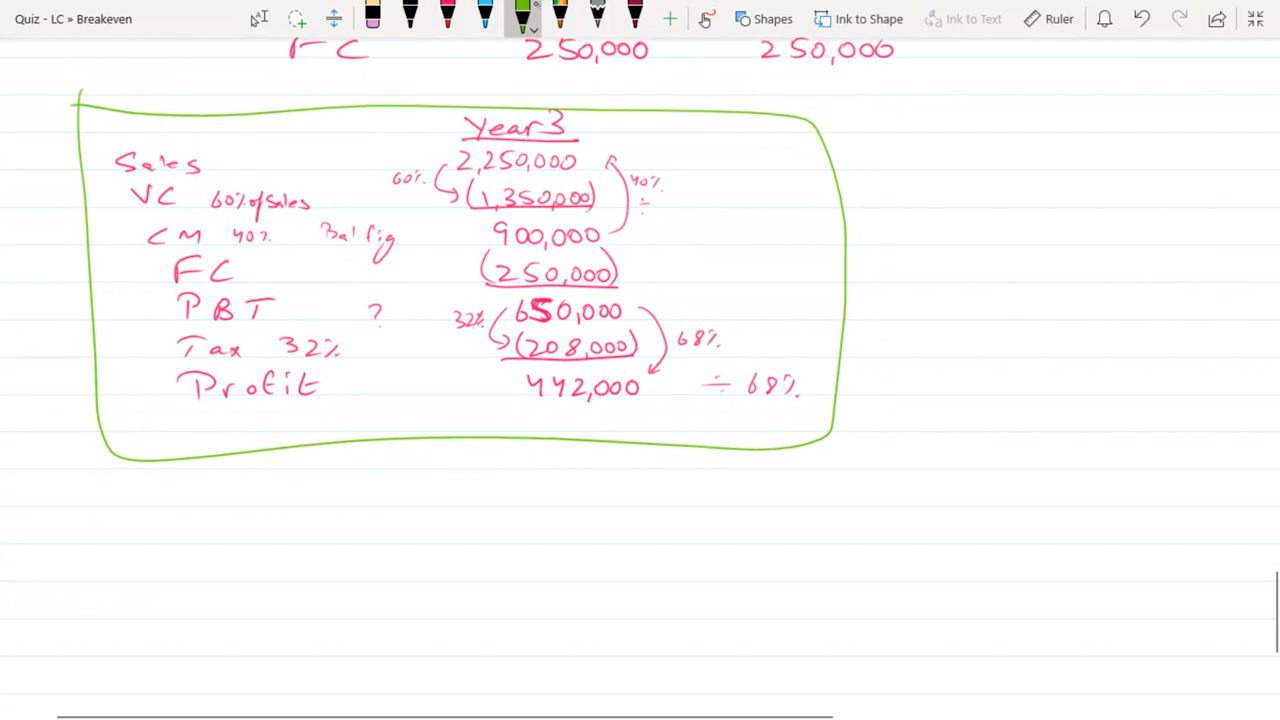 Quiz - LC » Breakeven Shapes Ink to Shape Ink to Text Ruler
FC 250,000 250,000
Year 3
Sales 2,250,000
60% 40%
VC 60% of Sales (1,350,000) ÷
CM 40% Bal fig 900,000
FC (250,000)
PBT ? 32% 650,000
68%
Tax 32% (208,000)
Profit 442,000 ÷ 68%